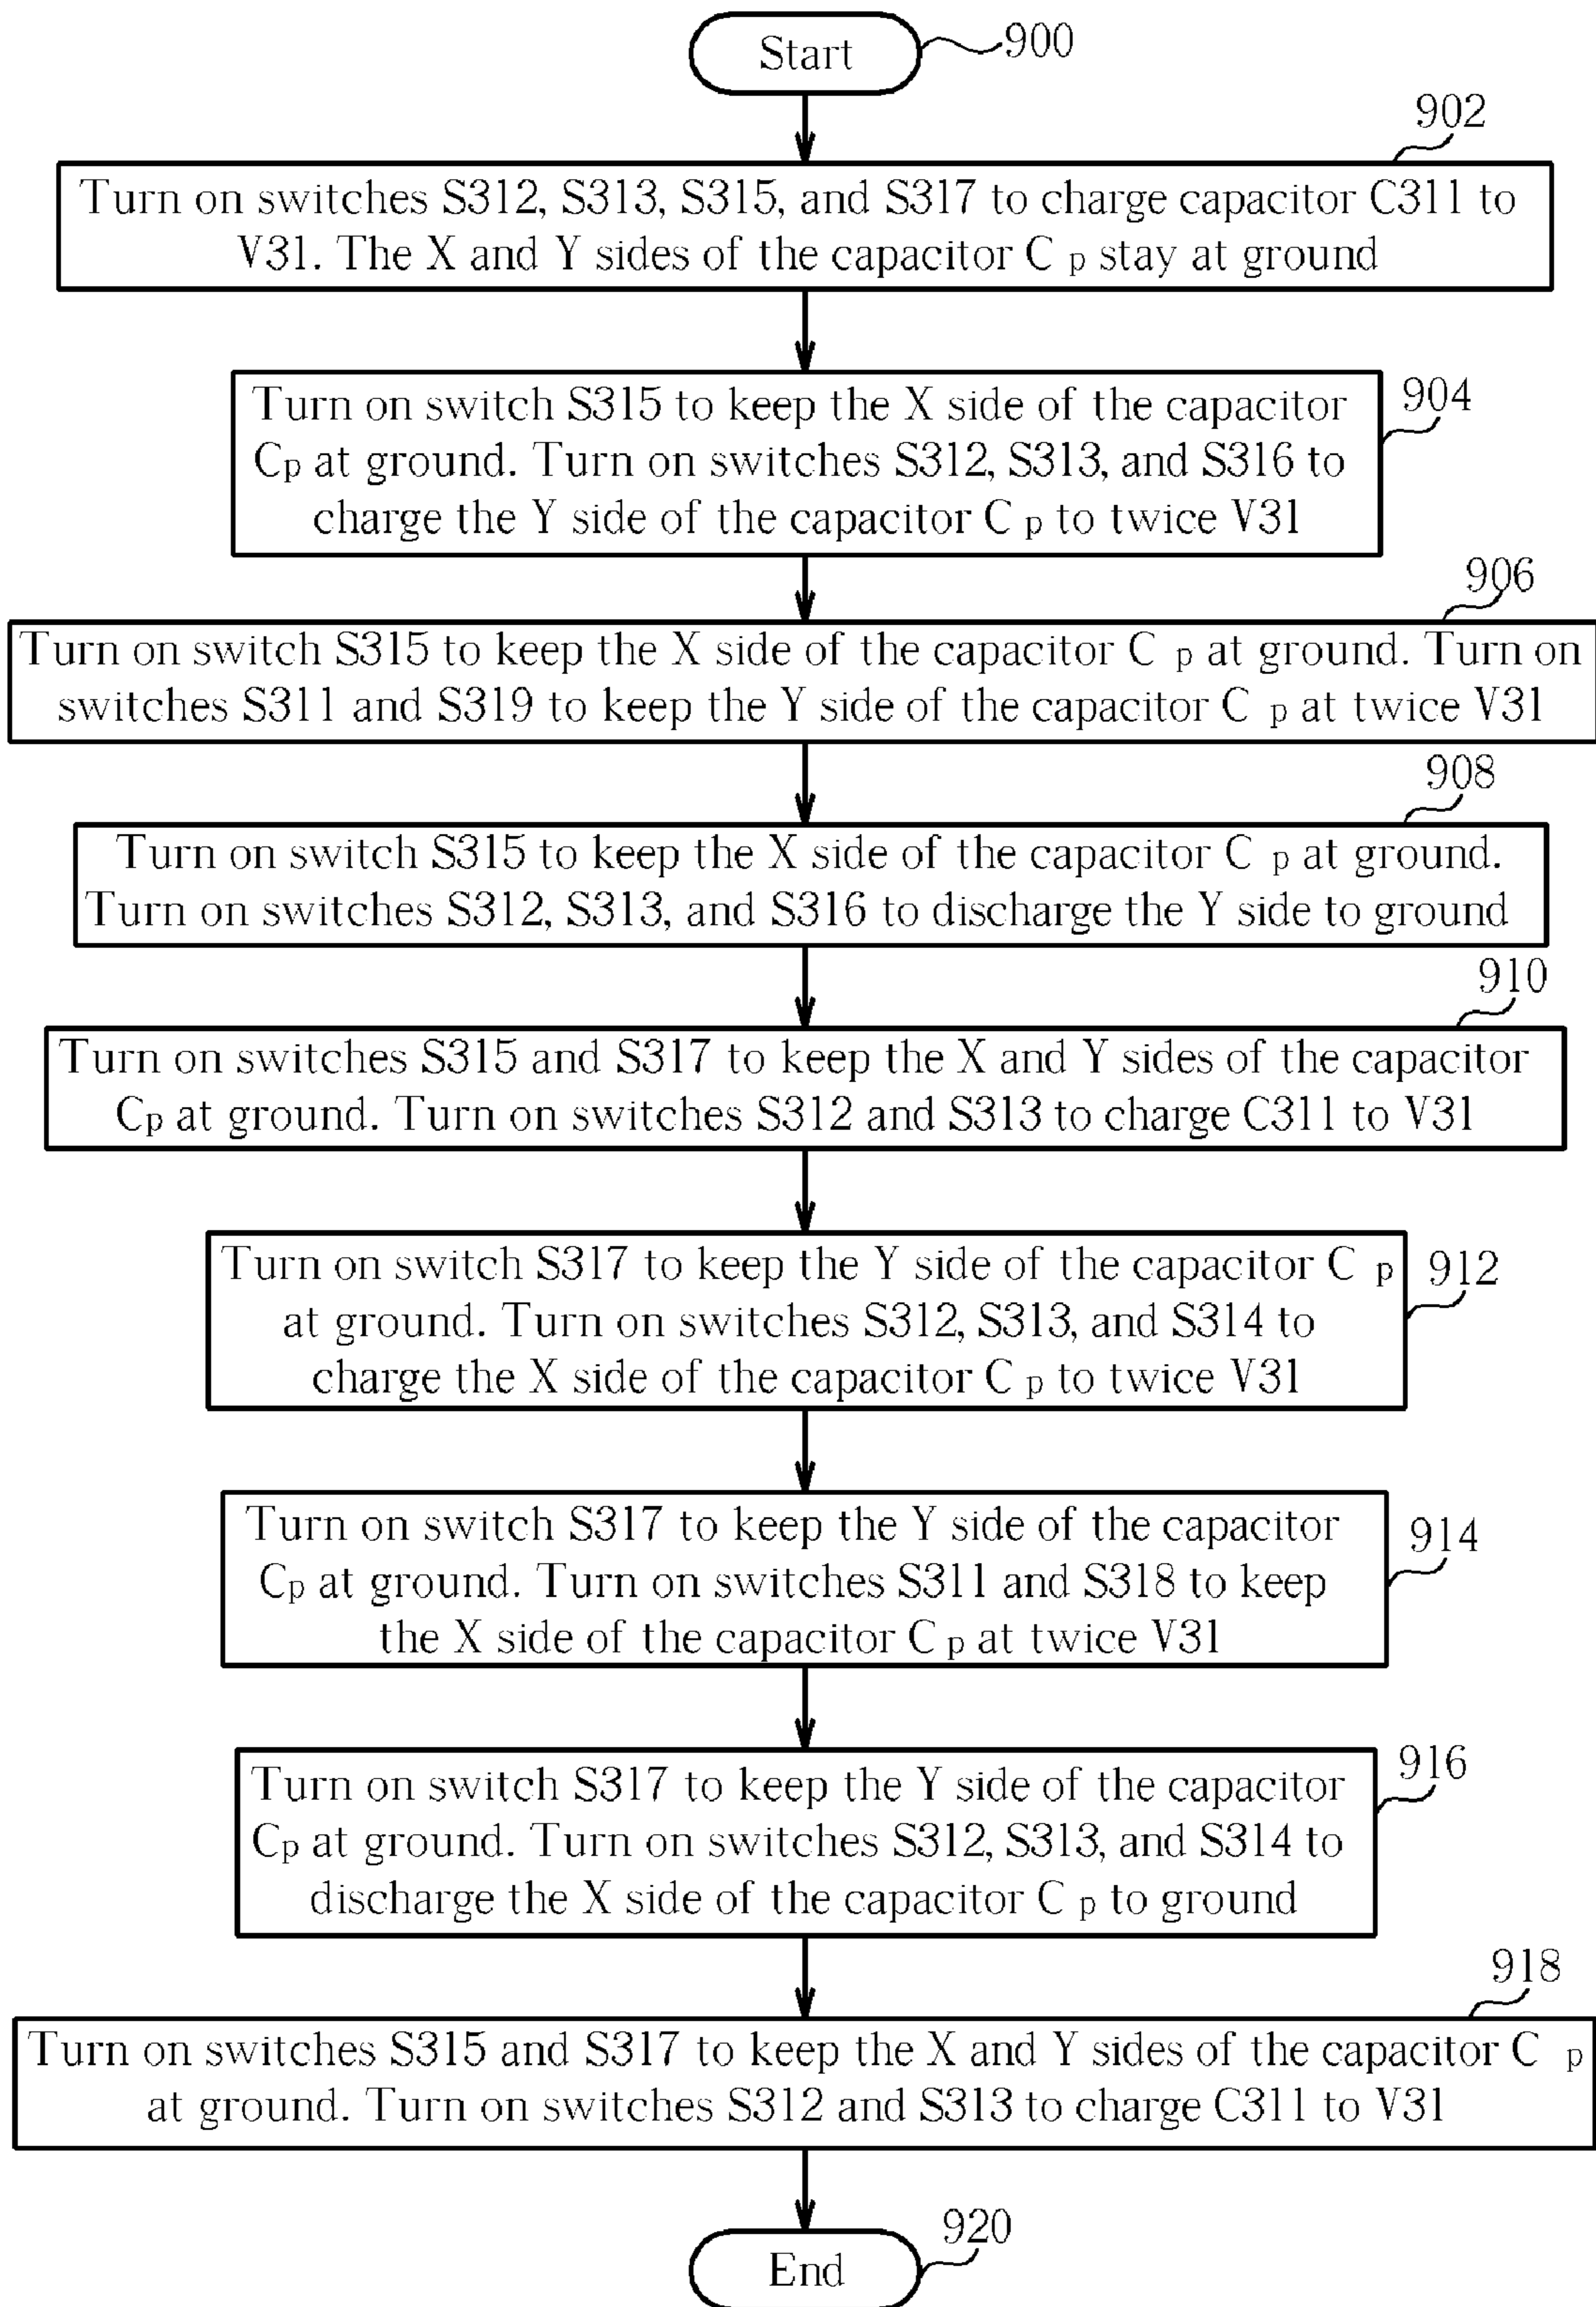 Start
900
902
Turn on switches S312, S313, S315, and S317 to charge capacitor C311 to
V31. The X and Y sides of the capacitor C p stay at ground
904
Turn on switch S315 to keep the X side of the capacitor
Cp at ground. Turn on switches S312, S313, and S316 to
charge the Y side of the capacitor C p to twice V31
906
Turn on switch S315 to keep the X side of the capacitor C p at ground. Turn on
switches S311 and S319 to keep the Y side of the capacitor C p at twice V31
908
Turn on switch S315 to keep the X side of the capacitor C p at ground.
Turn on switches S312, S313, and S316 to discharge the Y side to ground
910
Turn on switches S315 and S317 to keep the X and Y sides of the capacitor
Cp at ground. Turn on switches S312 and S313 to charge C311 to V31
912
Turn on switch S317 to keep the Y side of the capacitor C p
at ground. Turn on switches S312, S313, and S314 to
charge the X side of the capacitor C p to twice V31
914
Turn on switch S317 to keep the Y side of the capacitor
Cp at ground. Turn on switches S311 and S318 to keep
the X side of the capacitor C p at twice V31
916
Turn on switch S317 to keep the Y side of the capacitor
Cp at ground. Turn on switches S312, S313, and S314 to
discharge the X side of the capacitor C p to ground
918
Turn on switches S315 and S317 to keep the X and Y sides of the capacitor C p
at ground. Turn on switches S312 and S313 to charge C311 to V31
920
End